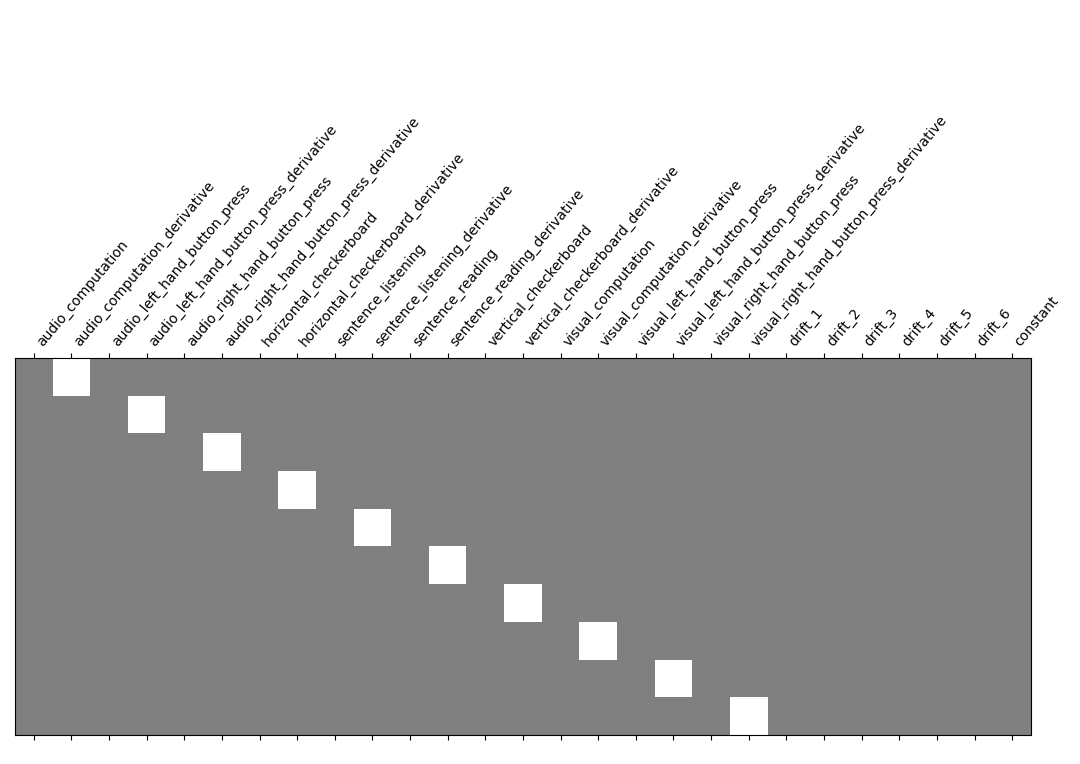 audio_computation
audio_computation_derivative
audio_left_hand_button_press
audio_left_hand_button_press_derivative
audio_right_hand_button_press
audio_right_hand_button_press_derivative
horizontal_checkerboard
horizontal_checkerboard_derivative
sentence_listening
sentence_listening_derivative
sentence_reading
sentence_reading_derivative
vertical_checkerboard
vertical_checkerboard_derivative
visual_computation
visual_computation_derivative
visual_left_hand_button_press
visual_left_hand_button_press_derivative
visual_right_hand_button_press
visual_right_hand_button_press_derivative
drift_1
drift_2
drift_3
drift_4
drift_5
drift_6
constant